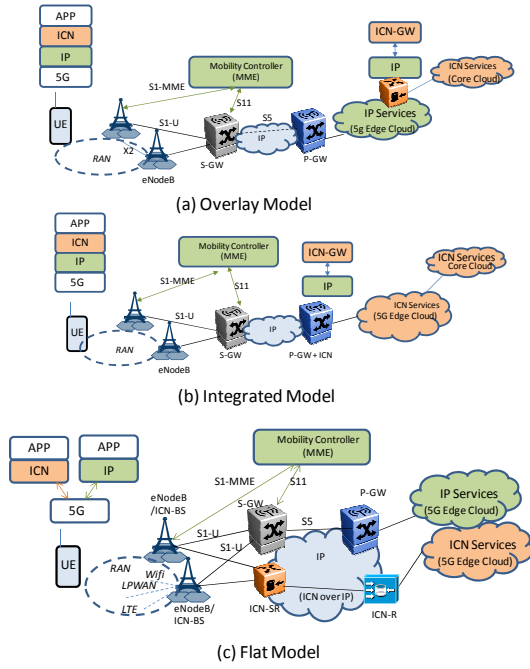 APP
ICN
IP
5G
UE
RAN
X2
eNodeB
S1-MME
S1-U
Mobility Controller
(MME)
S11
S-GW
IP
S5
P-GW
ICN-GW
IP
IP Services
(5g Edge Cloud)
ICN Services
(Core Cloud)
(a) Overlay Model
APP
ICN
IP
5G
UE
RAN
eNodeB
S1-MME
S1-U
Mobility Controller
(MME)
S11
S-GW
IP
ICN-GW
IP
P-GW + ICN
ICN Services
(5G Edge Cloud)
ICN Services
Core Cloud)
(b) Integrated Model
APP
APP
ICN
IP
5G
UE
RAN
Wifi
LPWAN
LTE
eNodeB
/ICN-BS
eNodeB/
ICN-BS
S1-MME
S1-U
S1-U
Mobility Controller
(MME)
S11
S-GW
S5
P-GW
IP
(ICN over IP)
ICN-SR
ICN-R
IP Services
(5G Edge Cloud)
ICN Services
(5G Edge Cloud)
(c) Flat Model